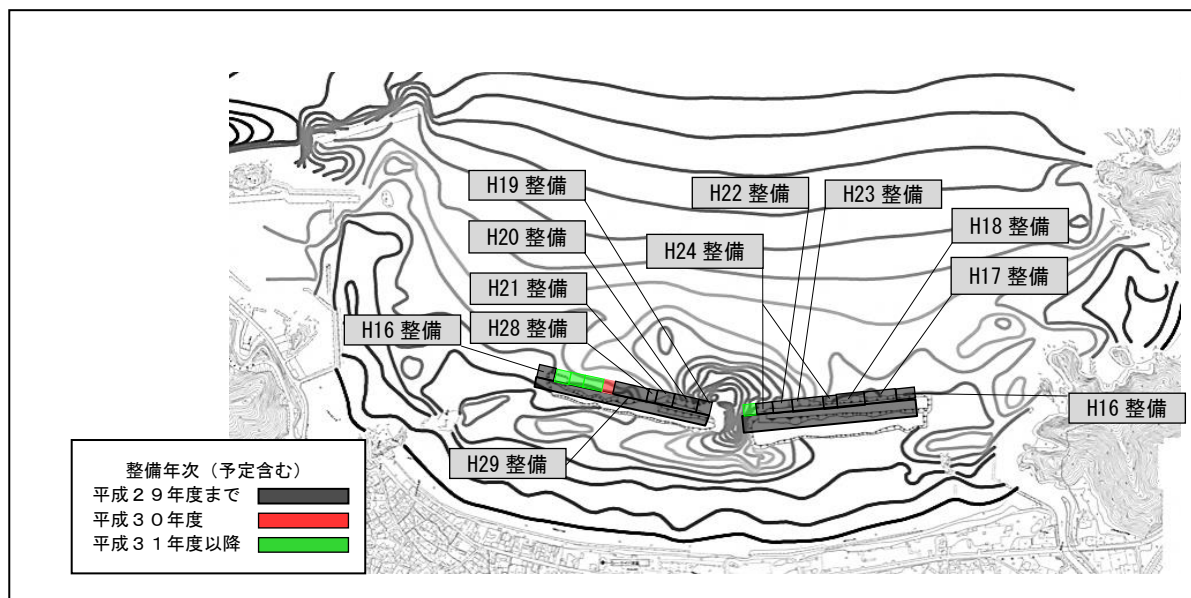 H19 整備
H22 整備
H23 整備
H20 整備
H18 整備
H24 整備
H17 整備
H21 整備
H16 整備
H28 整備
H16 整備
H29 整備
整備年次（予定含む）
平成２９年度まで
平成３０年度
平成３１年度以降